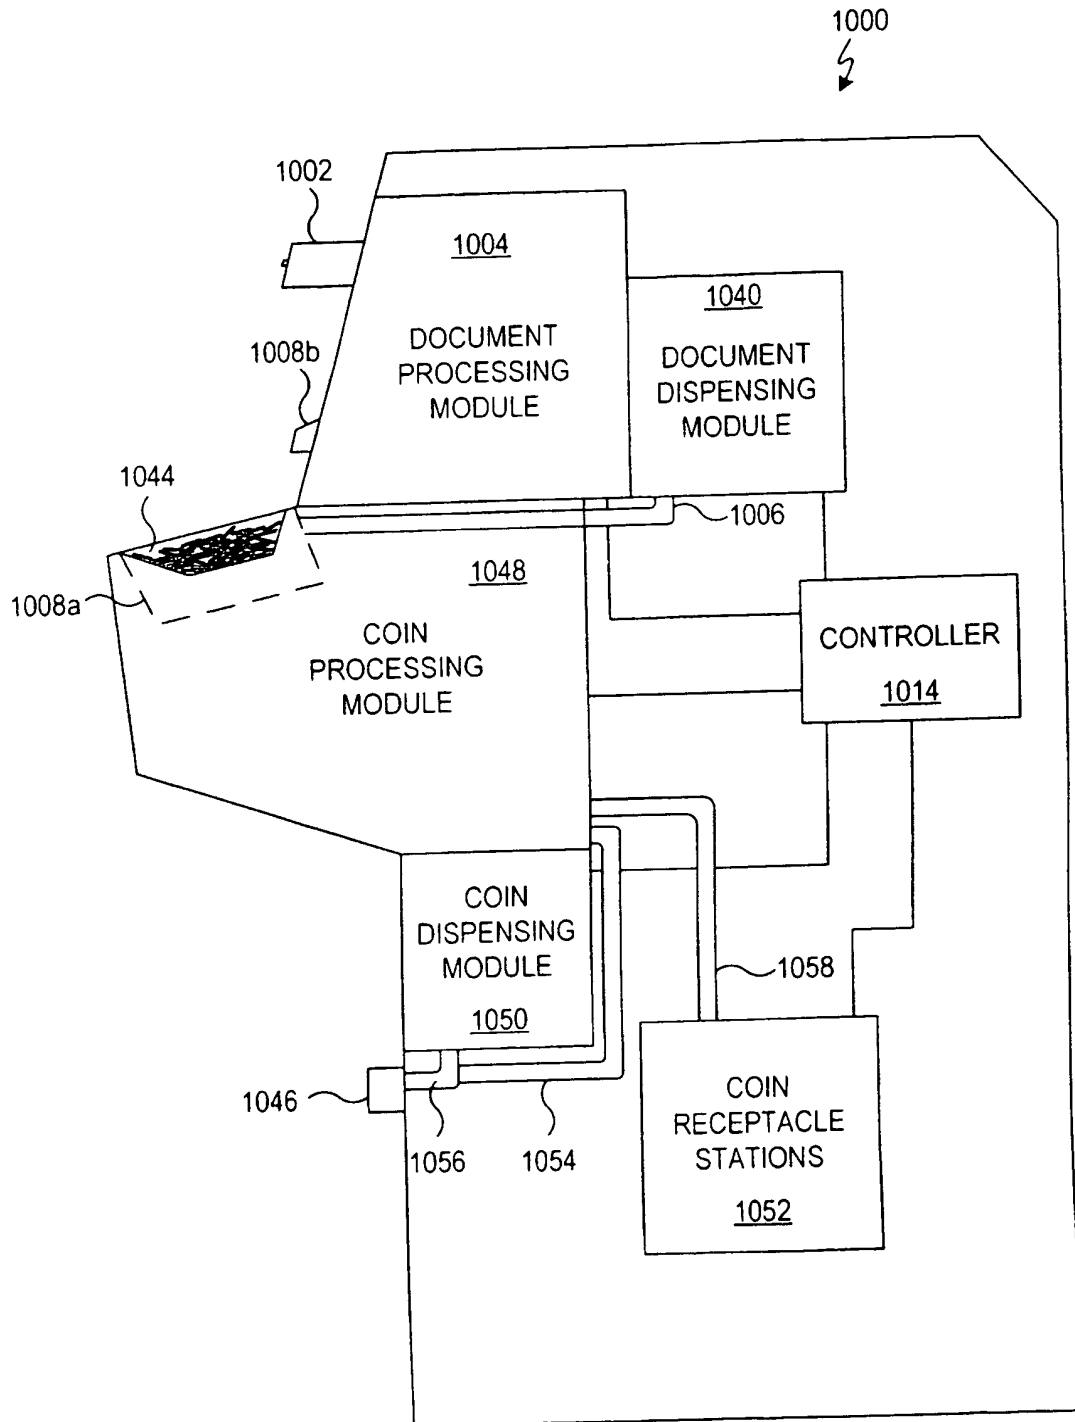 1000
1002
1004
DOCUMENT
PROCESSING
MODULE
1040
DOCUMENT
DISPENSING
MODULE
1008b
1044
1006
1008a
1048
COIN
PROCESSING
MODULE
CONTROLLER
1014
COIN
DISPENSING
MODULE
1050
1058
1046
1056
1054
COIN
RECEPTACLE
STATIONS
1052